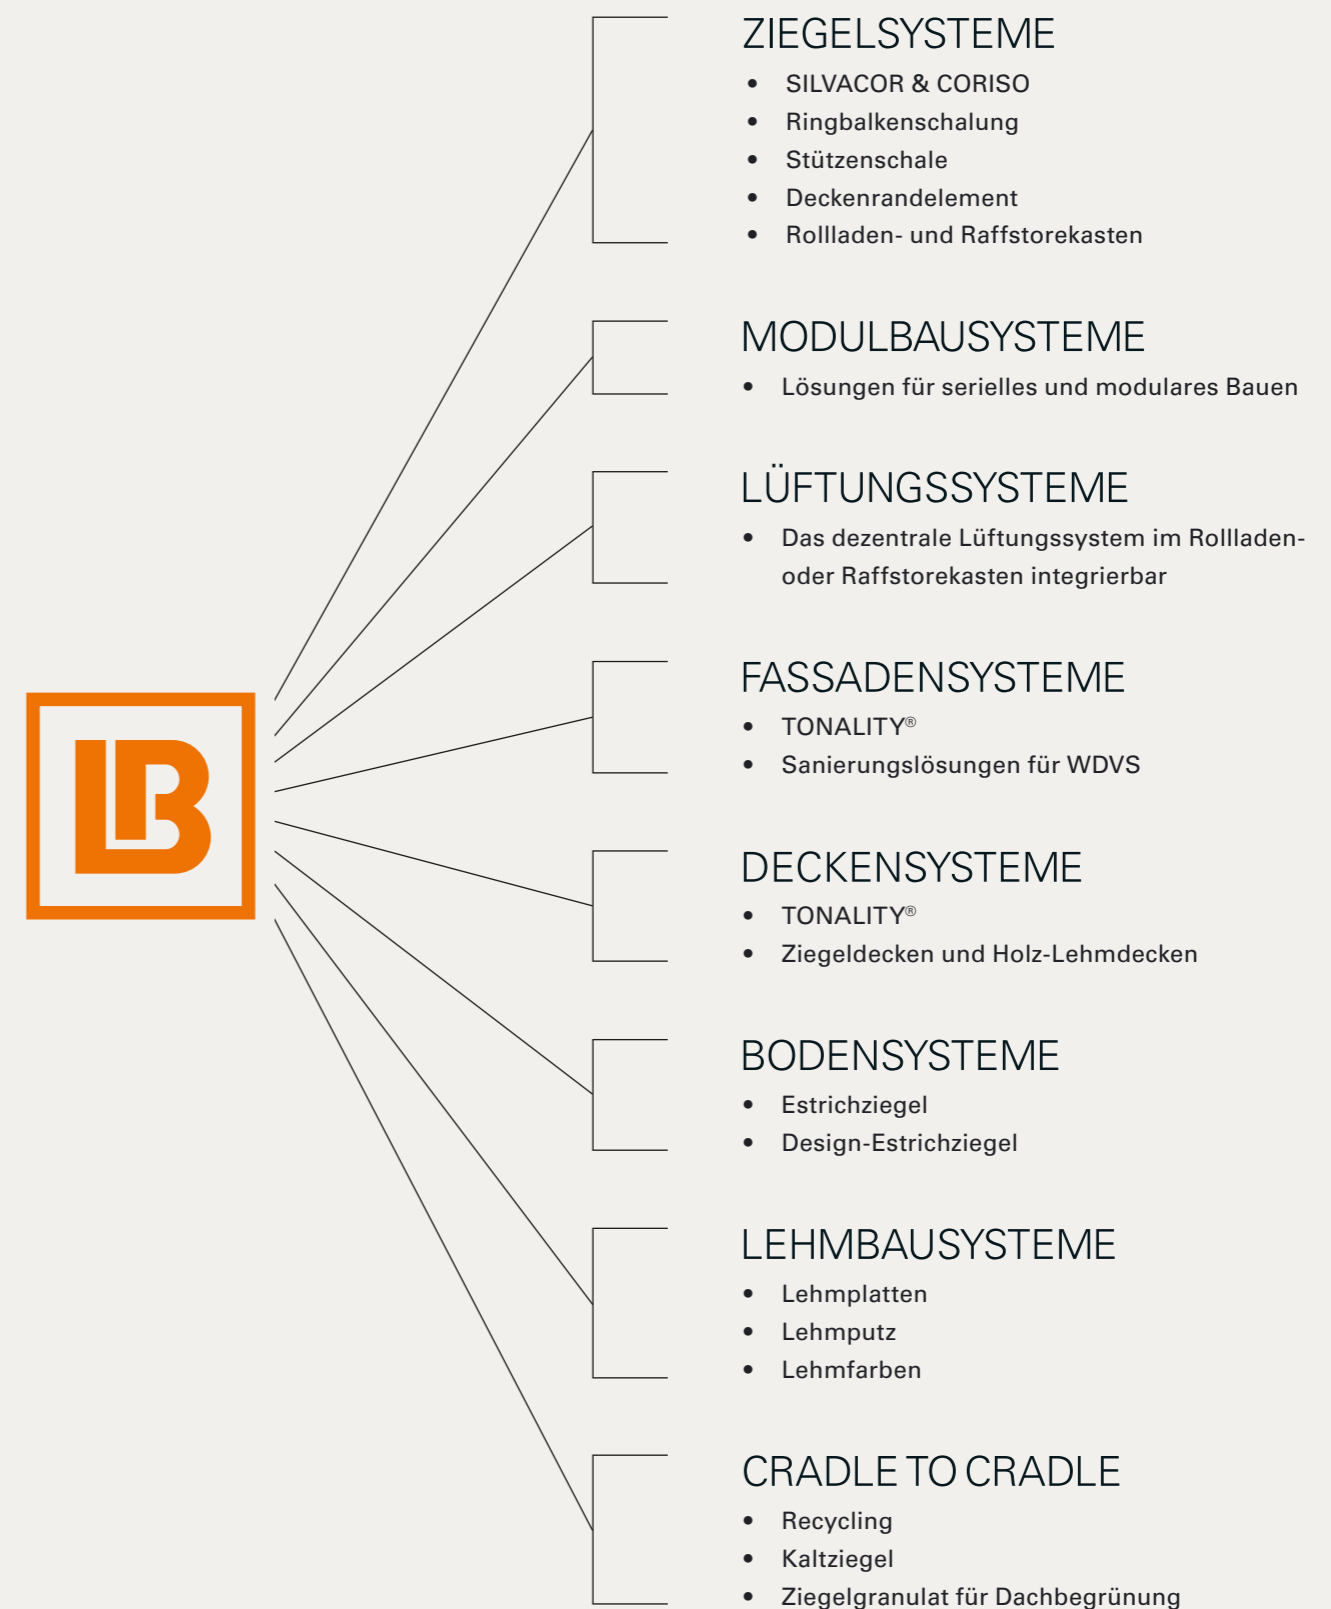 ZIEGELSYSTEME
• SILVACOR & CORISO
• Ringbalkenschalung
• Stützenschale
• Deckenrandelement
• Rollladen- und Raffstorekasten
MODULBAUSYSTEME
• Lösungen für serielles und modulares Bauen
LÜFTUNGSSYSTEME
• Das dezentrale Lüftungssystem im Rollladen-
oder Raffstorekasten integrierbar
FASSADENSYSTEME
• TONALITY®
• Sanierungslösungen für WDVS
LB
DECKENSYSTEME
• TONALITY®
• Ziegeldecken und Holz-Lehmdecken
BODENSYSTEME
• Estrichziegel
• Design-Estrichziegel
LEHMBAUSYSTEME
• Lehmplatten
• Lehmputz
• Lehmfarben
CRADLE TO CRADLE
• Recycling
• Kaltziegel
• Ziegelgranulat für Dachbegrünung